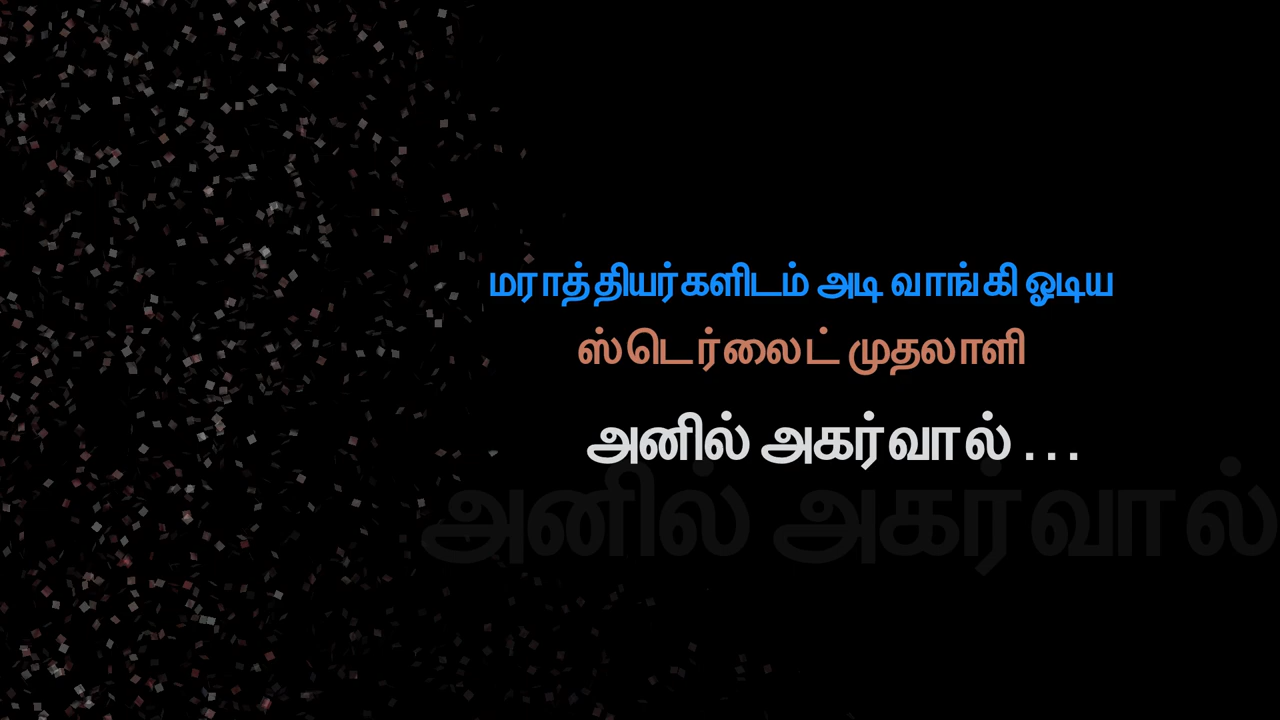 மராத்தியர்களிடம் அடி வாங்கி ஓடிய
ஸ்டெர்லைட் முதலாளி
அனில் அகர்வால் . . .
அனில் அகர்வால்